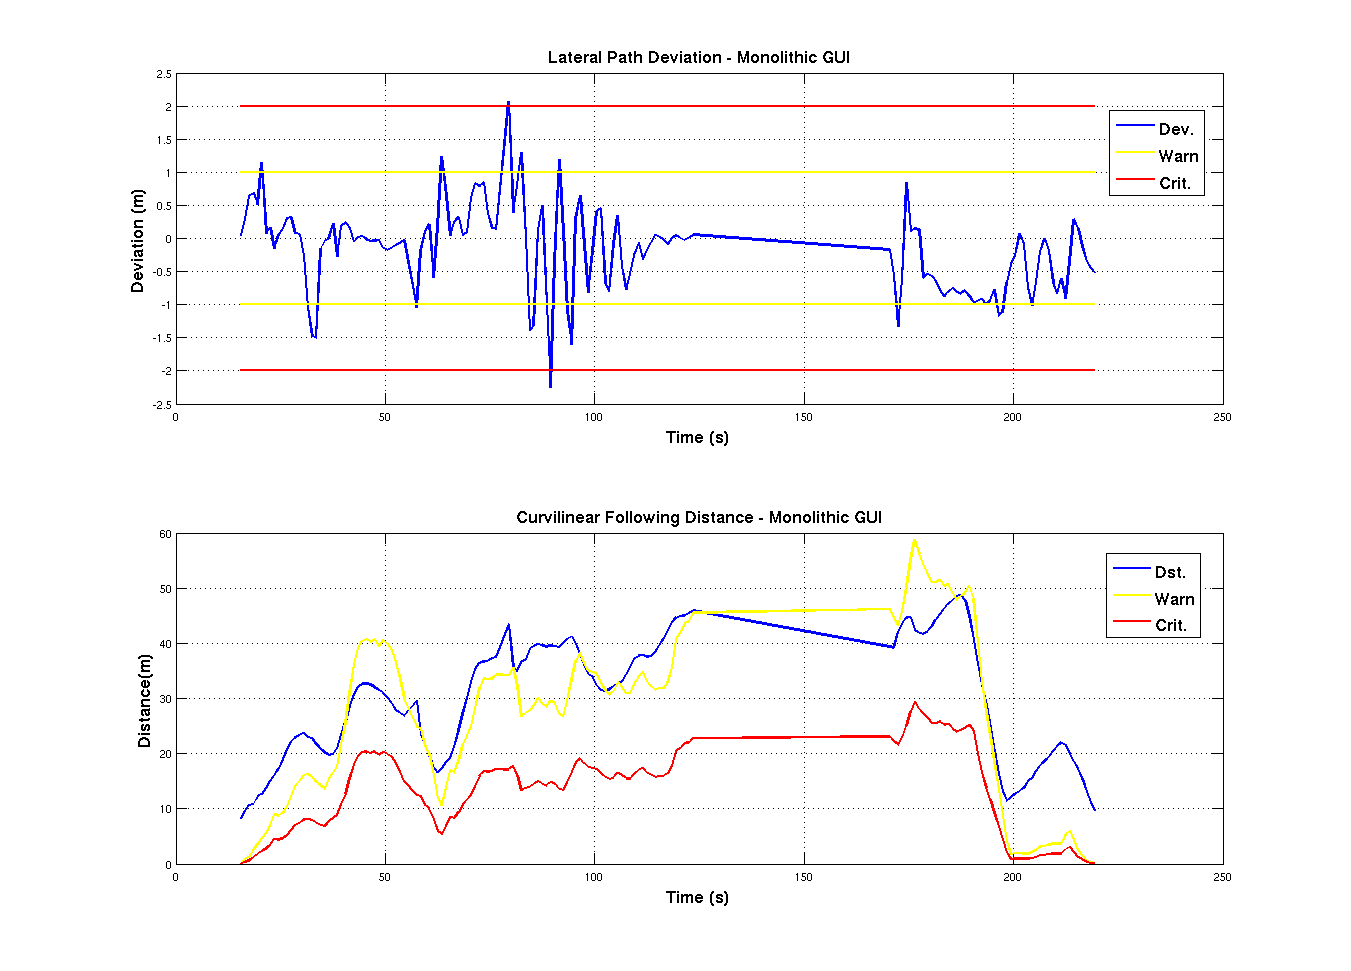 Lateral Path Deviation - Monolithic GUI
2.5
2
1.5
1
0.5
0
-0.5
-1
-1.5
-2
-2.5
Deviation (m)
0
50
100
150
200
250
Time (s)
Dev.
Warn
Crit.
Curvilinear Following Distance - Monolithic GUI
60
50
40
30
20
10
0
Distance(m)
0
50
100
150
200
250
Time (s)
Dst.
Warn
Crit.